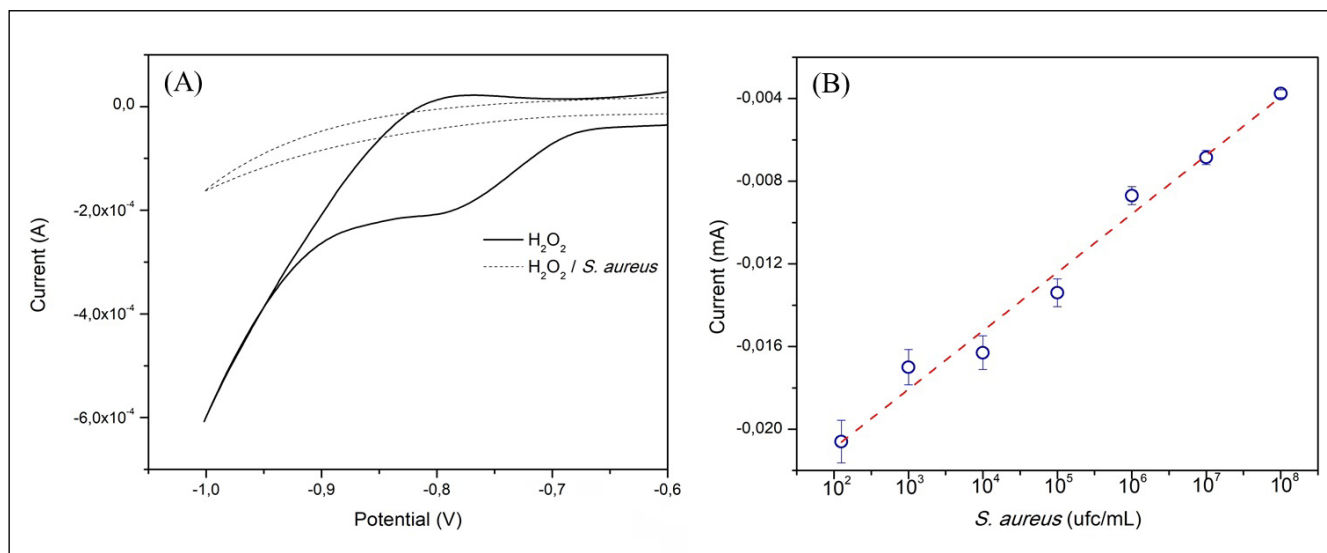 (A)
0,0
-2,0x10⁻⁴
-4,0x10⁻⁴
-6,0x10⁻⁴
Current (A)
H₂O₂
H₂O₂ / S. aureus
-1,0 -0,9 -0,8 -0,7 -0,6
Potential (V)
(B)
-0,004
-0,008
-0,012
-0,016
-0,020
Current (mA)
10² 10³ 10⁴ 10⁵ 10⁶ 10⁷ 10⁸
S. aureus (ufc/mL)